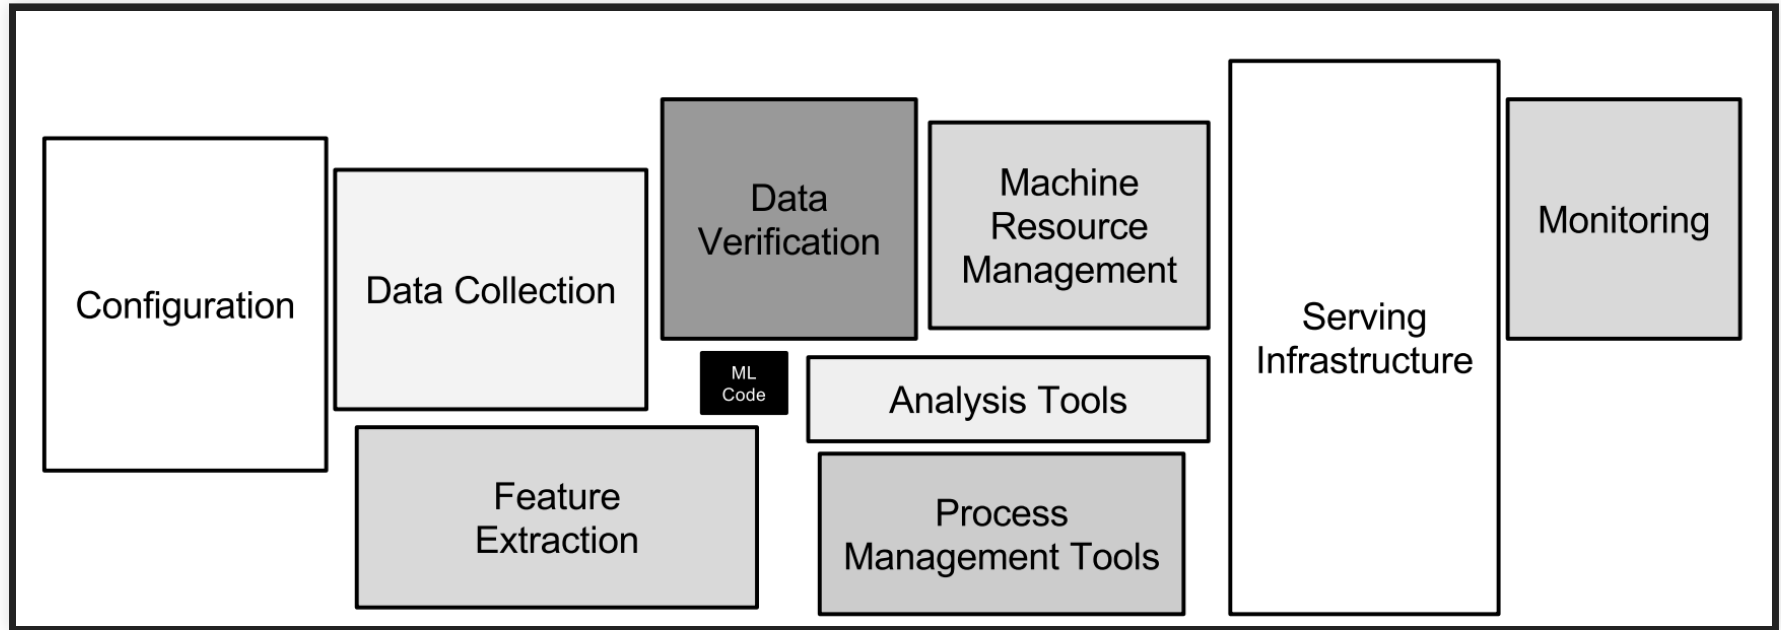 Configuration
Data Collection
Data
Verification
Machine
Resource
Management
Serving
Infrastructure
Monitoring
ML
Code
Analysis Tools
Feature
Extraction
Process
Management Tools